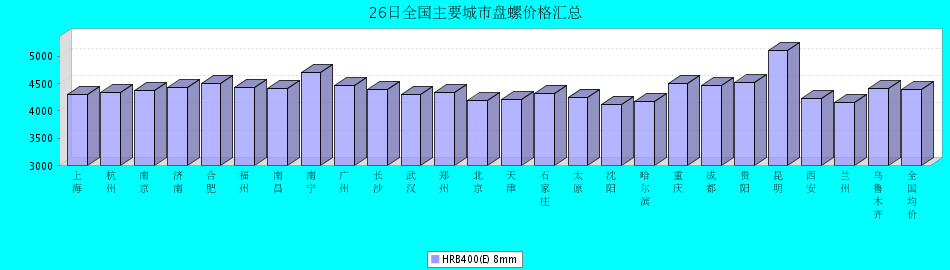 26日全国主要城市盘螺价格汇总
5000
4500
4000
3500
3000
上海
杭州
南京
济南
合肥
福州
南昌
南宁
广州
长沙
武汉
郑州
北京
天津
石家庄
太原
沈阳
哈尔滨
重庆
成都
贵阳
昆明
西安
兰州
乌鲁木齐
全国均价
HRB400(E) 8mm